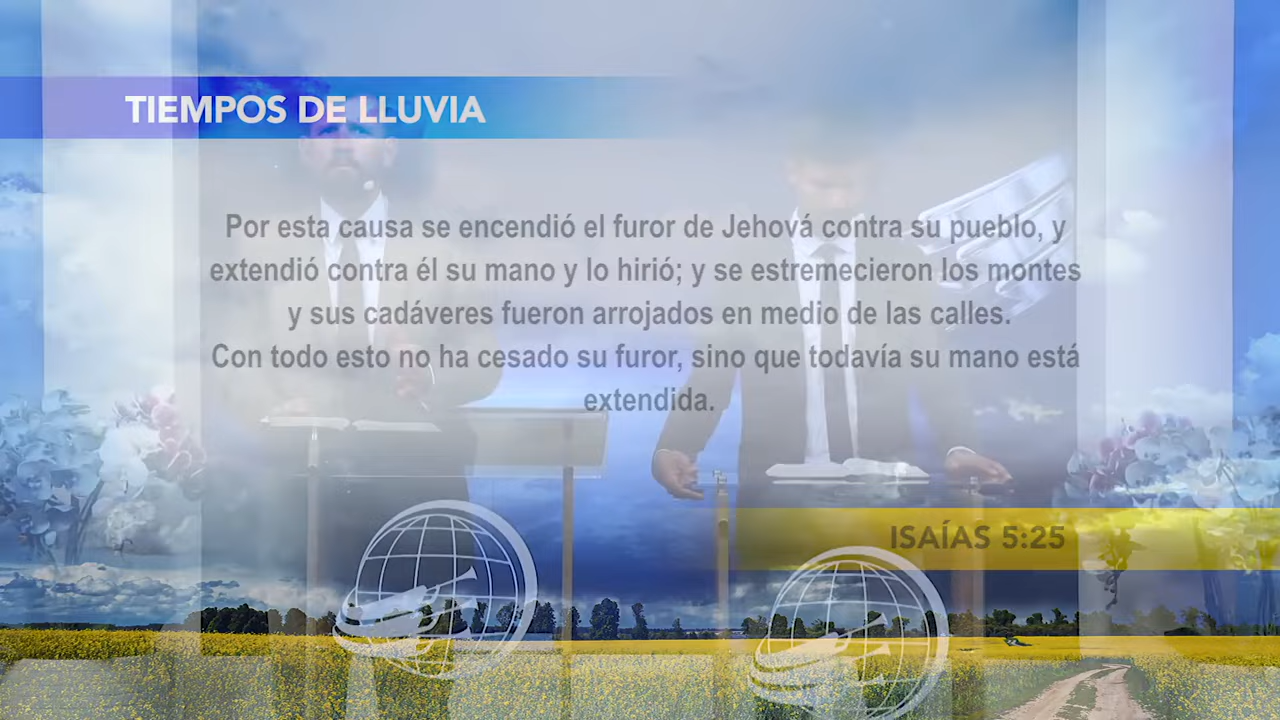 TIEMPOS DE LLUVIA
Por esta causa se encendió el furor de Jehová contra su pueblo, y
extendió contra él su mano y lo hirió; y se estremecieron los montes
y sus cadáveres fueron arrojados en medio de las calles.
Con todo esto no ha cesado su furor, sino que todavía su mano está
extendida.
ISAÍAS 5:25